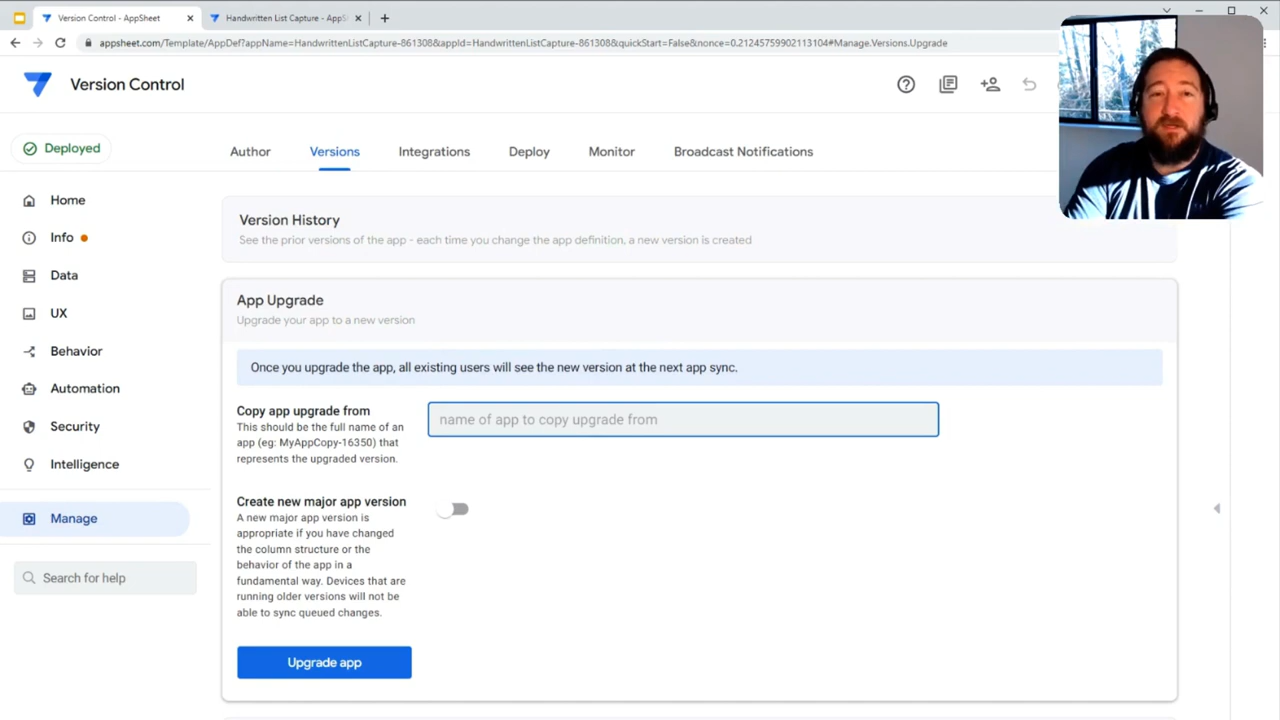 Version Control - AppSheet
Handwritten List Capture - AppS
appsheet.com/Template/AppDef?appName=HandwrittenListCapture-861308&appId=HandwrittenListCapture-861308&quickStart=False&nonce=0.21245759902113104#Manage.Versions.Upgrade
Version Control
Deployed
Author
Versions
Integrations
Deploy
Monitor
Broadcast Notifications
Home
Info
Data
UX
Behavior
Automation
Security
Intelligence
Manage
Search for help
Version History
See the prior versions of the app - each time you change the app definition, a new version is created
App Upgrade
Upgrade your app to a new version
Once you upgrade the app, all existing users will see the new version at the next app sync.
Copy app upgrade from
This should be the full name of an
app (eg: MyAppCopy-16350) that
represents the upgraded version.
name of app to copy upgrade from
Create new major app version
A new major app version is
appropriate if you have changed
the column structure or the
behavior of the app in a
fundamental way. Devices that are
running older versions will not be
able to sync queued changes.
Upgrade app